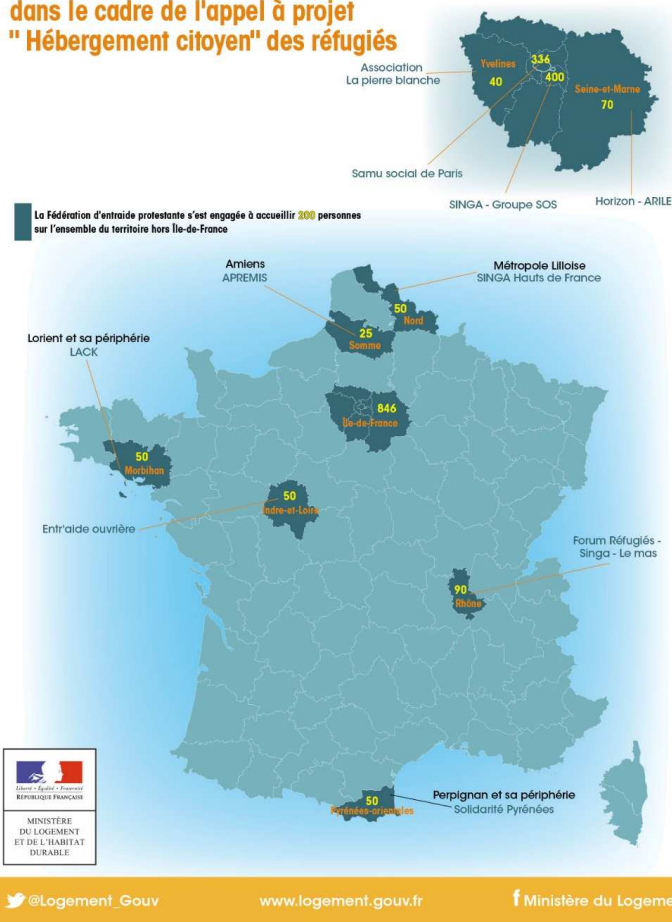 dans le cadre de l'appel à projet
" Hébergement citoyen" des réfugiés
Association
La pierre blanche
Yvelines
40
336
400
Seine-et-Marne
70
Samu social de Paris
SINGA - Groupe SOS
Horizon - ARILE
La Fédération d'entraide protestante s'est engagée à accueillir 200 personnes
sur l'ensemble du territoire hors Île-de-France
Amiens
APREMIS
Métropole Lilloise
SINGA Hauts de France
50
Nord
25
Somme
Lorient et sa périphérie
LACK
846
Île-de-France
50
Morbihan
50
Indre-et-Loire
Entr'aide ouvrière
Forum Réfugiés -
Singa - Le mas
90
Rhône
Perpignan et sa périphérie
Solidarité Pyrénées
50
Pyrénées-orientales
Liberté • Égalité • Fraternité
RÉPUBLIQUE FRANÇAISE
MINISTÈRE
DU LOGEMENT
ET DE L'HABITAT
DURABLE
@Logement_Gouv
www.logement.gouv.fr
f Ministère du Logeme